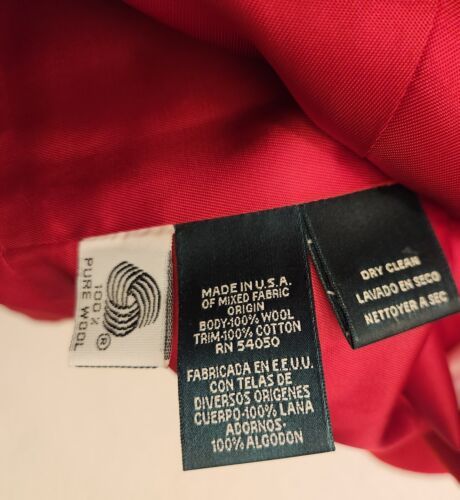 100%
PURE WOOL
®
MADE IN U.S.A.
OF MIXED FABRIC
ORIGIN
BODY-100% WOOL
TRIM-100% COTTON
RN 54050
FABRICADA EN E.E.U.U.
CON TELAS DE
DIVERSOS ORIGENES
CUERPO-100% LANA
ADORNOS-
100% ALGODON
DRY CLEAN
LAVADO EN SECO
NETTOYER A SEC